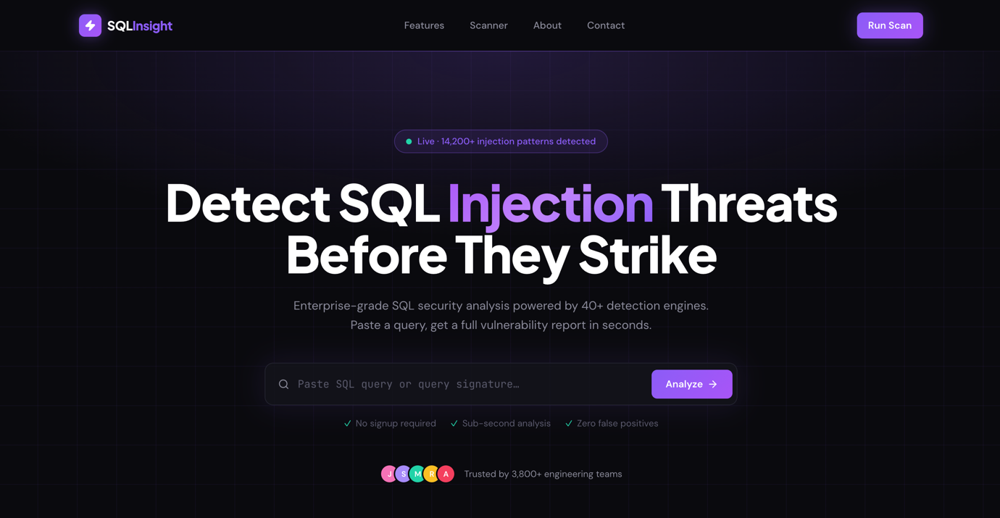 SQLInsight
Features
Scanner
About
Contact
Run Scan
Live · 14,200+ injection patterns detected
Detect SQL Injection Threats
Before They Strike
Enterprise-grade SQL security analysis powered by 40+ detection engines.
Paste a query, get a full vulnerability report in seconds.
Paste SQL query or query signature…
Analyze →
✓ No signup required
✓ Sub-second analysis
✓ Zero false positives
J S M R A
Trusted by 3,800+ engineering teams